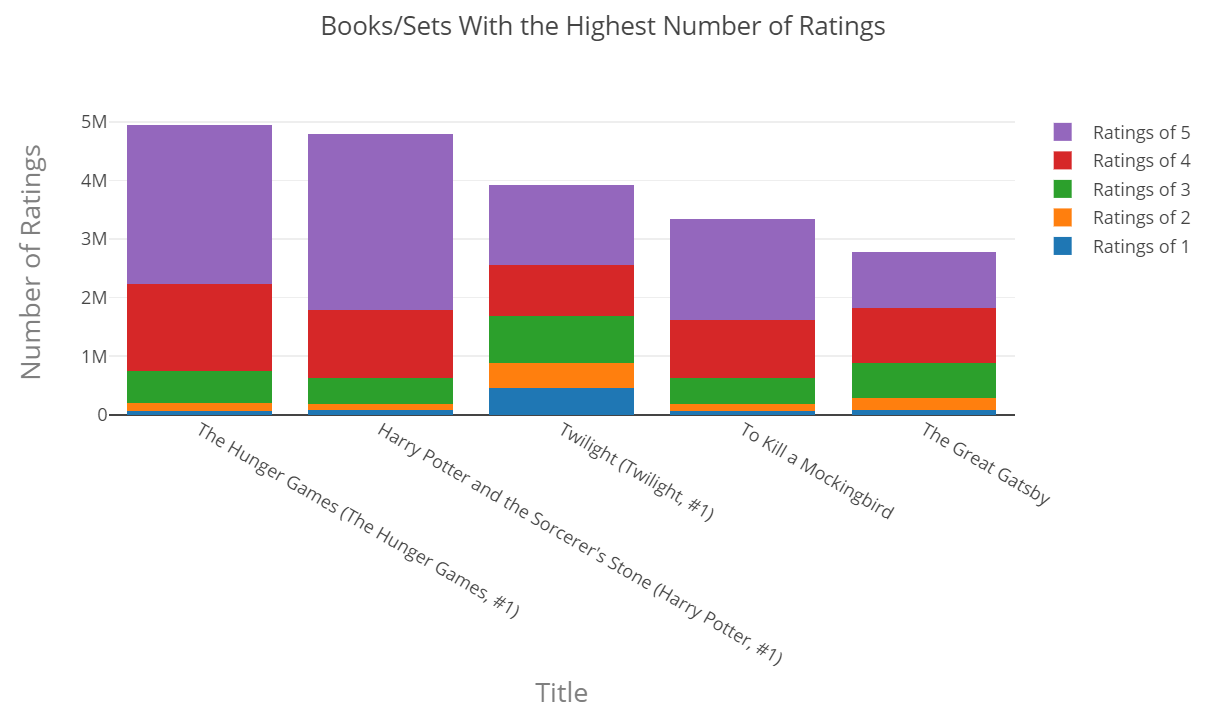 Books/Sets With the Highest Number of Ratings
Number of Ratings
5M
4M
3M
2M
1M
0
Ratings of 5
Ratings of 4
Ratings of 3
Ratings of 2
Ratings of 1
The Hunger Games (The Hunger Games, #1)
Harry Potter and the Sorcerer's Stone (Harry Potter, #1)
Twilight (Twilight, #1)
To Kill a Mockingbird
The Great Gatsby
Title